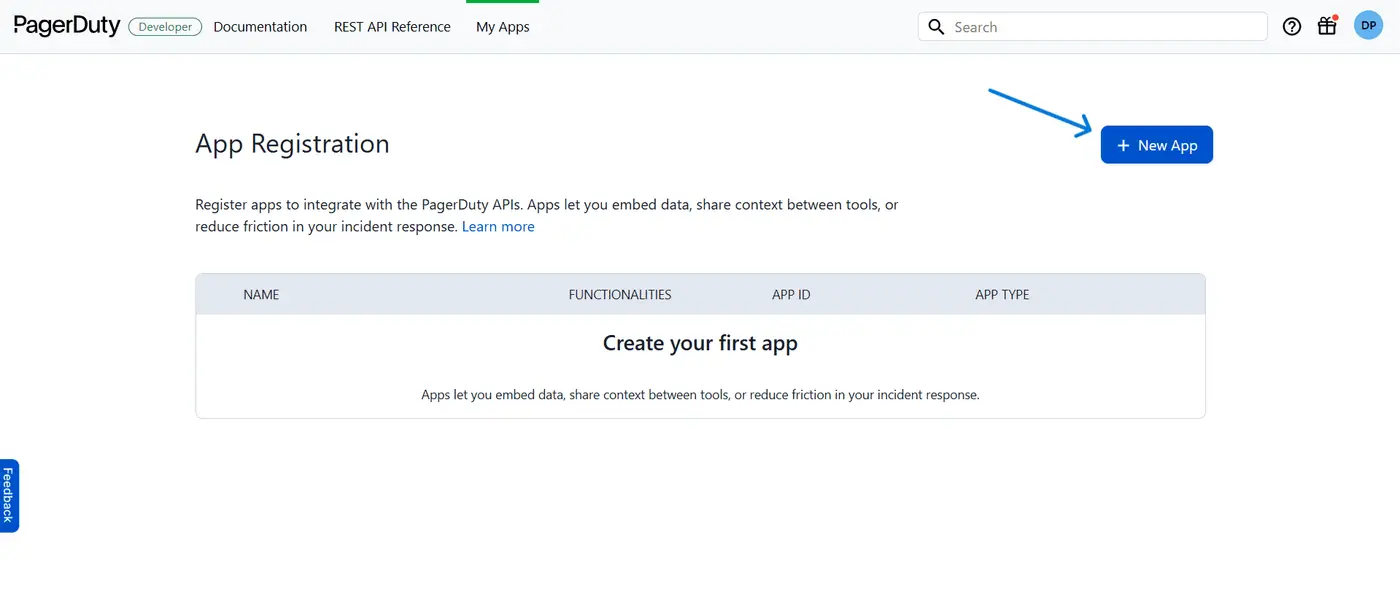 PagerDuty Developer Documentation REST API Reference My Apps Search DP
App Registration
+ New App
Register apps to integrate with the PagerDuty APIs. Apps let you embed data, share context between tools, or
reduce friction in your incident response. Learn more
NAME FUNCTIONALITIES APP ID APP TYPE
Create your first app
Apps let you embed data, share context between tools, or reduce friction in your incident response.
Feedback